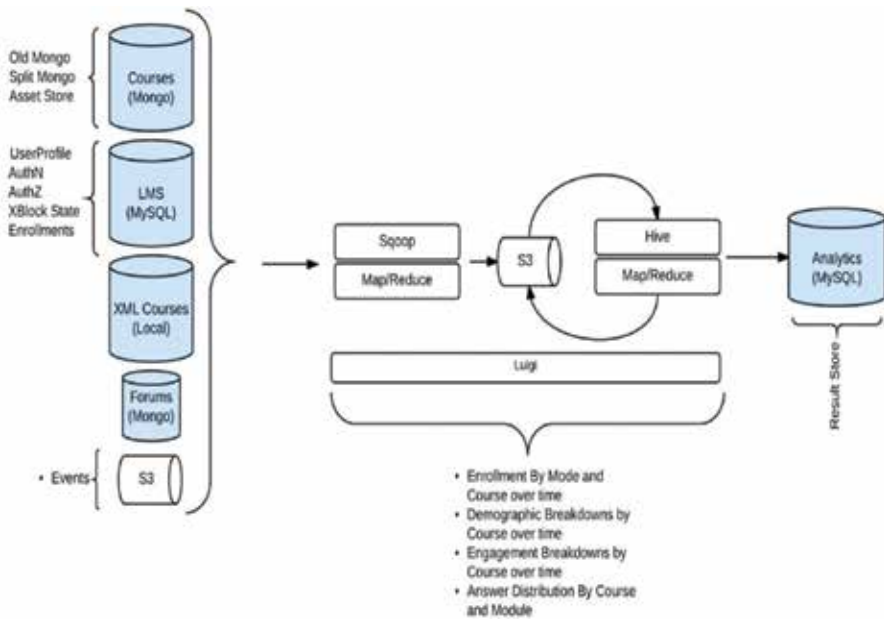 Old Mongo
Split Mongo
Asset Store
Courses
(Mongo)
UserProfile
AuthN
AuthZ
XBlock State
Enrollments
LMS
(MySQL)
XML Courses
(Local)
Forums
(Mongo)
• Events
S3
Sqoop
Map/Reduce
S3
Hive
Map/Reduce
Analytics
(MySQL)
Result Store
Luigi
• Enrollment By Mode and
Course over time
• Demographic Breakdowns by
Course over time
• Engagement Breakdowns by
Course over time
• Answer Distribution By Course
and Module